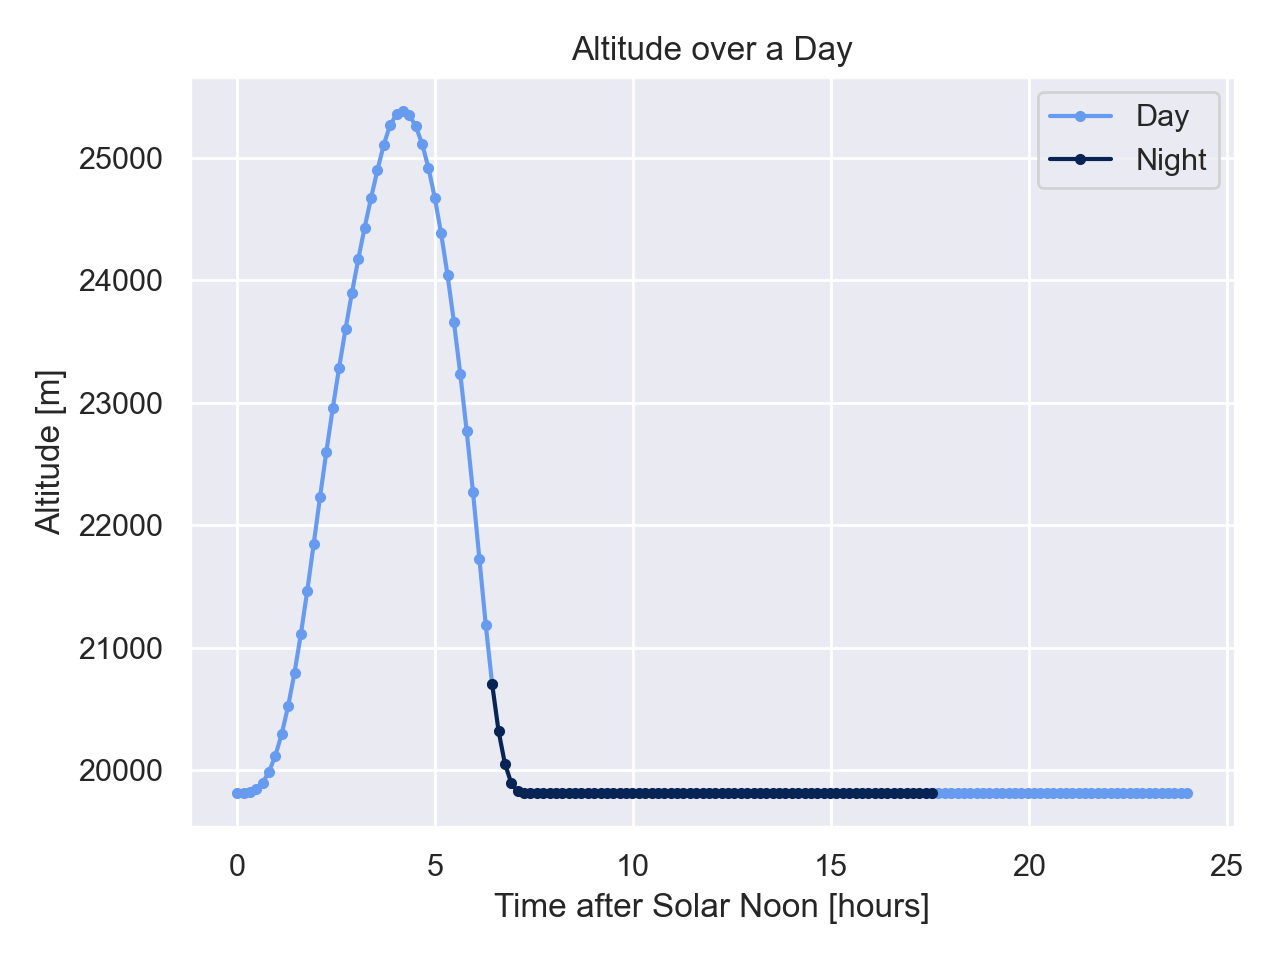 Altitude over a Day
Day
Night
25000
24000
23000
22000
21000
20000
Altitude [m]
0 5 10 15 20 25
Time after Solar Noon [hours]